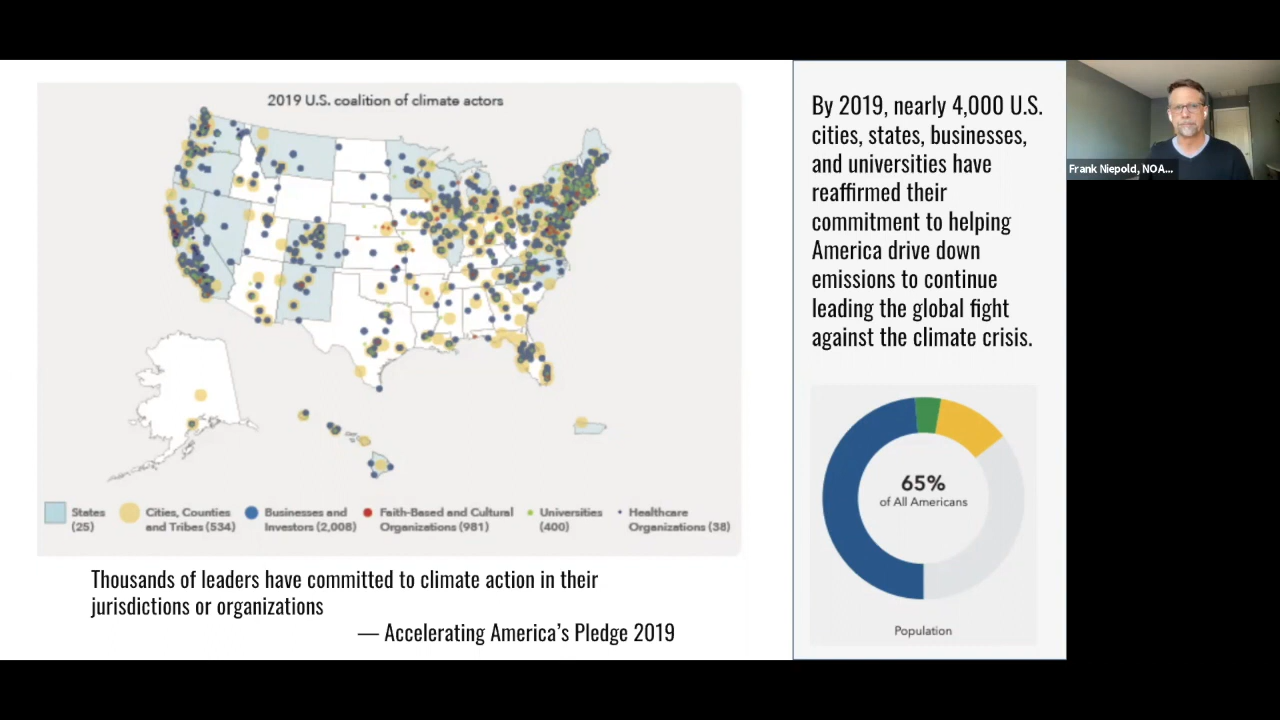 2019 U.S. coalition of climate actors
States
(25)
Cities, Counties
and Tribes (534)
Businesses and
Investors (2,008)
Faith-Based and Cultural
Organizations (981)
Universities
(400)
Healthcare
Organizations (38)
Thousands of leaders have committed to climate action in their
jurisdictions or organizations
— Accelerating America's Pledge 2019
By 2019, nearly 4,000 U.S.
cities, states, businesses,
and universities have
reaffirmed their
commitment to helping
America drive down
emissions to continue
leading the global fight
against the climate crisis.
65%
of All Americans
Population
Frank Niepold, NOA...